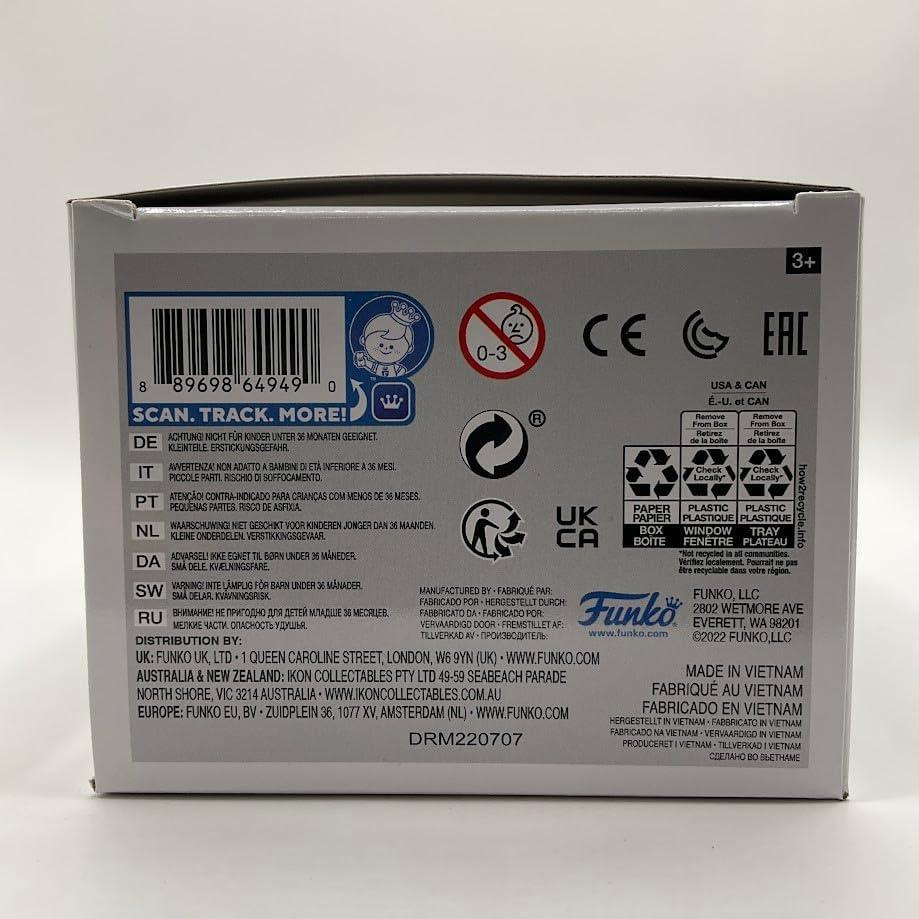 3+
8 89698 64949 0
SCAN. TRACK. MORE!
™
0-3
CE
EAC
®
UK
CA
USA & CAN
É.-U. et CAN
Remove From Box Retirez de la boîte
Remove From Box Retirez de la boîte
Check Locally*
Check Locally*
PAPER PAPIER
PLASTIC PLASTIQUE
PLASTIC PLASTIQUE
BOX BOÎTE
WINDOW FENÊTRE
TRAY PLATEAU
how2recycle.info
*Not recycled in all communities.
Vérifiez localement. Pourrait ne pas
être recyclable dans votre région.
DE ACHTUNG! NICHT FÜR KINDER UNTER 36 MONATEN GEEIGNET.
KLEINTEILE. ERSTICKUNGSGEFAHR.
IT AVVERTENZA! NON ADATTO A BAMBINI DI ETÀ INFERIORE A 36 MESI.
PICCOLE PARTI. RISCHIO DI SOFFOCAMENTO.
PT ATENÇÃO! CONTRA-INDICADO PARA CRIANÇAS COM MENOS DE 36 MESES.
PEQUENAS PARTES. RISCO DE ASFIXIA.
NL WAARSCHUWING! NIET GESCHIKT VOOR KINDEREN JONGER DAN 36 MAANDEN.
KLEINE ONDERDELEN. VERSTIKKINGSGEVAAR.
DA ADVARSEL! IKKE EGNET TIL BØRN UNDER 36 MÅNEDER.
SMÅ DELE. KVÆLNINGSFARE.
SW VARNING! INTE LÄMPLIG FÖR BARN UNDER 36 MÅNADER.
SMÅ DELAR. KVÄVNINGSRISK.
RU ВНИМАНИЕ! НЕ ПРИГОДНО ДЛЯ ДЕТЕЙ МЛАДШЕ 36 МЕСЯЦЕВ.
МЕЛКИЕ ЧАСТИ. ОПАСНОСТЬ УДУШЬЯ.
MANUFACTURED BY • FABRIQUÉ PAR:
FABRICADO POR • HERGESTELLT DURCH:
FABBRICATO DA • FABRICADO POR:
VERVAARDIGD DOOR • FREMSTILLET AF:
TILLVERKAD AV • ПРОИЗВОДИТЕЛЬ:
Funko
www.funko.com
FUNKO, LLC
2802 WETMORE AVE
EVERETT, WA 98201
©2022 FUNKO,LLC
DISTRIBUTION BY:
UK: FUNKO UK, LTD • 1 QUEEN CAROLINE STREET, LONDON, W6 9YN (UK) • WWW.FUNKO.COM
AUSTRALIA & NEW ZEALAND: IKON COLLECTABLES PTY LTD 49-59 SEABEACH PARADE
NORTH SHORE, VIC 3214 AUSTRALIA • WWW.IKONCOLLECTABLES.COM.AU
EUROPE: FUNKO EU, BV • ZUIDPLEIN 36, 1077 XV, AMSTERDAM (NL) • WWW.FUNKO.COM
DRM220707
MADE IN VIETNAM
FABRIQUÉ AU VIETNAM
FABRICADO EN VIETNAM
HERGESTELLT IN VIETNAM • FABBRICATO IN VIETNAM
FABRICADO NA VIETNAM • VERVAARDIGD IN VIETNAM
PRODUCERET I VIETNAM • TILLVERKAD I VIETNAM
СДЕЛАНО ВО ВЬЕТНАМЕ